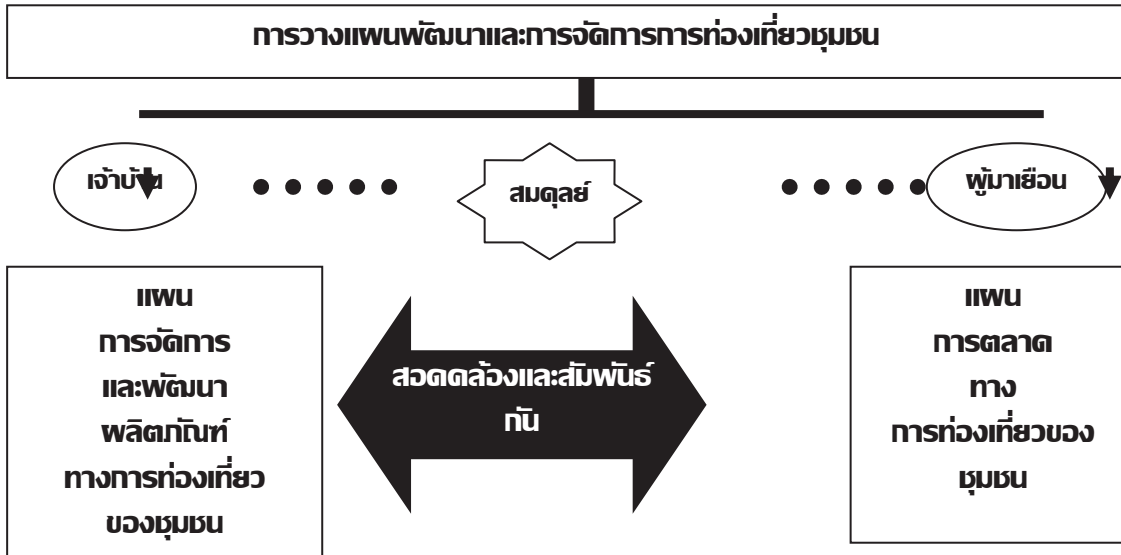 การวางแผนพัฒนาและการจัดการการท่องเที่ยวชุมชน
เจ้าบ้าน
สมดุลย์
ผู้มาเยือน
แผน
การจัดการ
และพัฒนา
ผลิตภัณฑ์
ทางการท่องเที่ยว
ของชุมชน
สอดคล้องและสัมพันธ์
กัน
แผน
การตลาด
ทาง
การท่องเที่ยวของ
ชุมชน